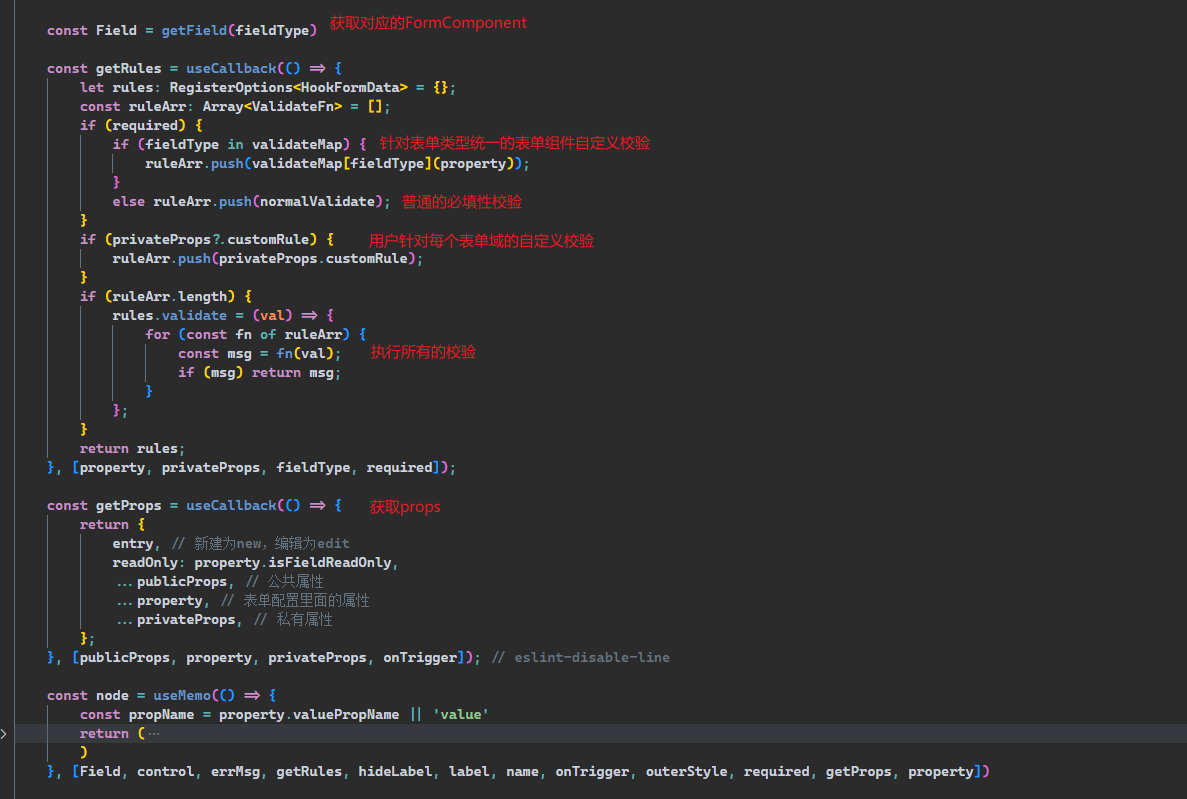 const Field = getField(fieldType) 获取对应的FormComponent
const getRules = useCallback(() => {
let rules: RegisterOptions<HookFormData> = {};
const ruleArr: Array<ValidateFn> = [];
if (required) {
if (fieldType in validateMap) { 针对表单类型统一的表单组件自定义校验
ruleArr.push(validateMap[fieldType](property));
}
else ruleArr.push(normalValidate); 普通的必填性校验
}
if (privateProps?.customRule) { 用户针对每个表单域的自定义校验
ruleArr.push(privateProps.customRule);
}
if (ruleArr.length) {
rules.validate = (val) => {
for (const fn of ruleArr) {
const msg = fn(val); 执行所有的校验
if (msg) return msg;
}
};
}
return rules;
}, [property, privateProps, fieldType, required]);
const getProps = useCallback(() => { 获取props
return {
entry, // 新建为new，编辑为edit
readOnly: property.isFieldReadOnly,
...publicProps, // 公共属性
...property, // 表单配置里面的属性
...privateProps, // 私有属性
};
}, [publicProps, property, privateProps, onTrigger]); // eslint-disable-line
const node = useMemo(() => {
const propName = property.valuePropName || 'value'
return (…
)
}, [Field, control, errMsg, getRules, hideLabel, label, name, onTrigger, outerStyle, required, getProps, property])